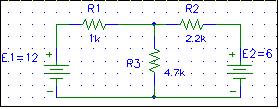 R1
R2
1k
2.2k
E1=12
R3
E2=6
4.7k
+
+
-
-